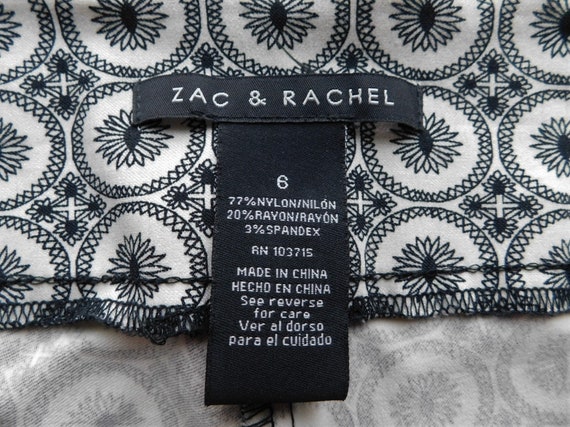 ZAC & RACHEL
6
77%NYLON/NILÓN
20%RAYON/RAYÓN
3%SPANDEX
RN 103715
MADE IN CHINA
HECHO EN CHINA
See reverse
for care
Ver al dorso
para el cuidado